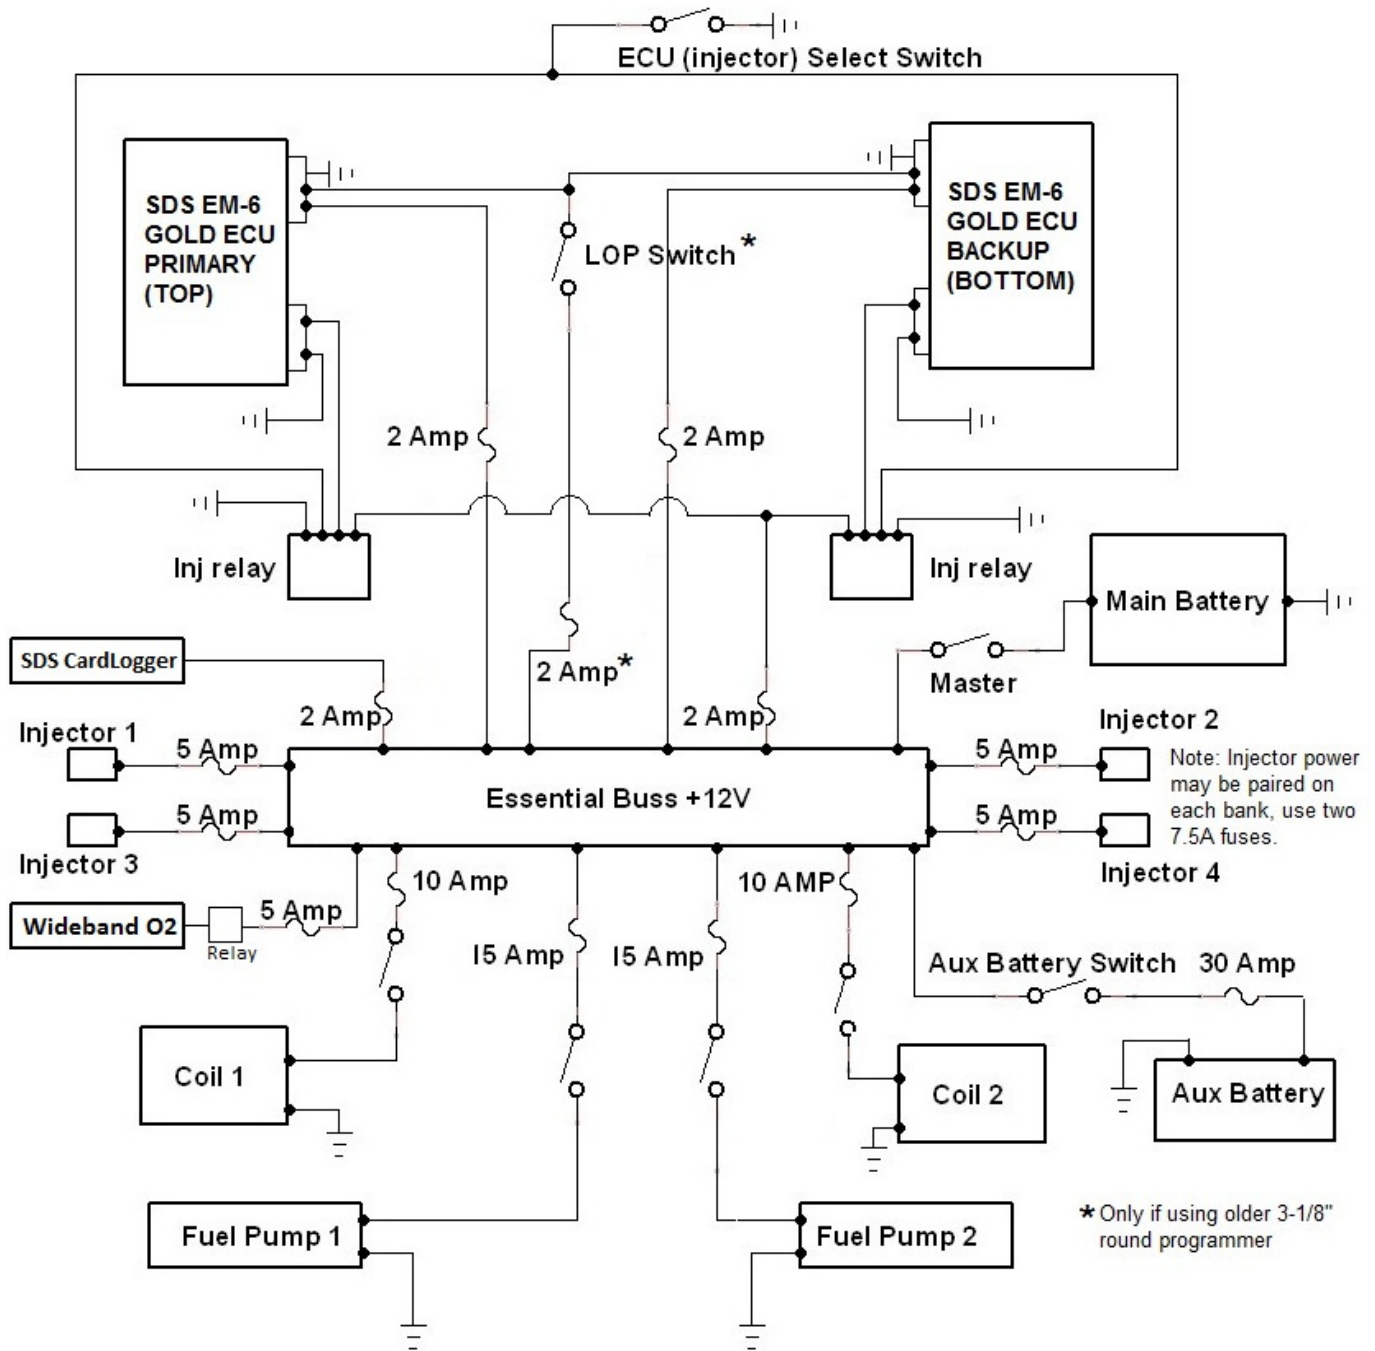 ECU (injector) Select Switch
SDS EM-6
GOLD ECU
PRIMARY
(TOP)
SDS EM-6
GOLD ECU
BACKUP
(BOTTOM)
LOP Switch*
2 Amp
2 Amp
Inj relay
Inj relay
Main Battery
SDS CardLogger
2 Amp*
Master
2 Amp
2 Amp
Injector 1
5 Amp
Injector 2
5 Amp
Note: Injector power
may be paired on
each bank, use two
7.5A fuses.
Essential Buss +12V
5 Amp
Injector 3
5 Amp
Injector 4
10 Amp
10 AMP
Wideband O2
Relay
5 Amp
I5 Amp
I5 Amp
Aux Battery Switch
30 Amp
Coil 1
Coil 2
Aux Battery
Fuel Pump 1
Fuel Pump 2
* Only if using older 3-1/8"
round programmer